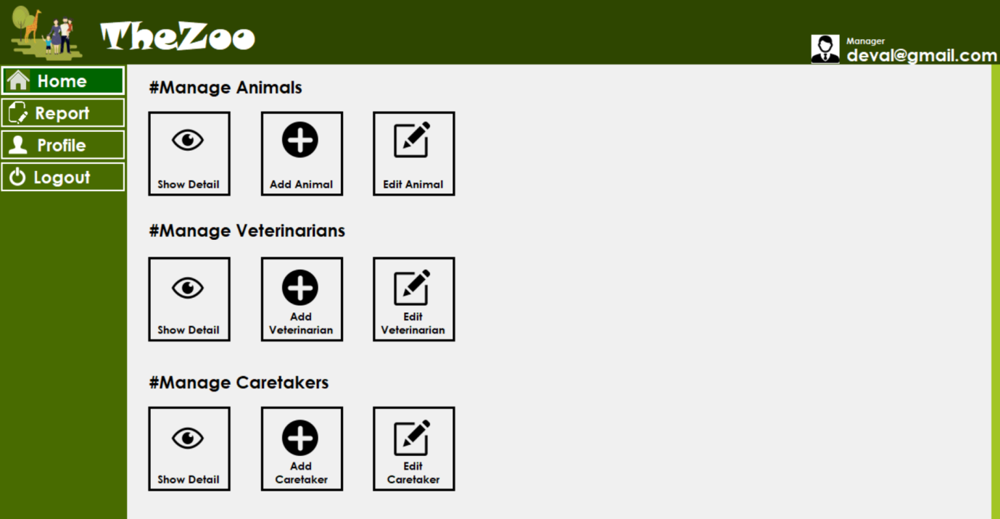 TheZoo
Manager
deval@gmail.com
Home
Report
Profile
Logout
#Manage Animals
Show Detail
Add Animal
Edit Animal
#Manage Veterinarians
Show Detail
Add
Veterinarian
Edit
Veterinarian
#Manage Caretakers
Show Detail
Add
Caretaker
Edit
Caretaker